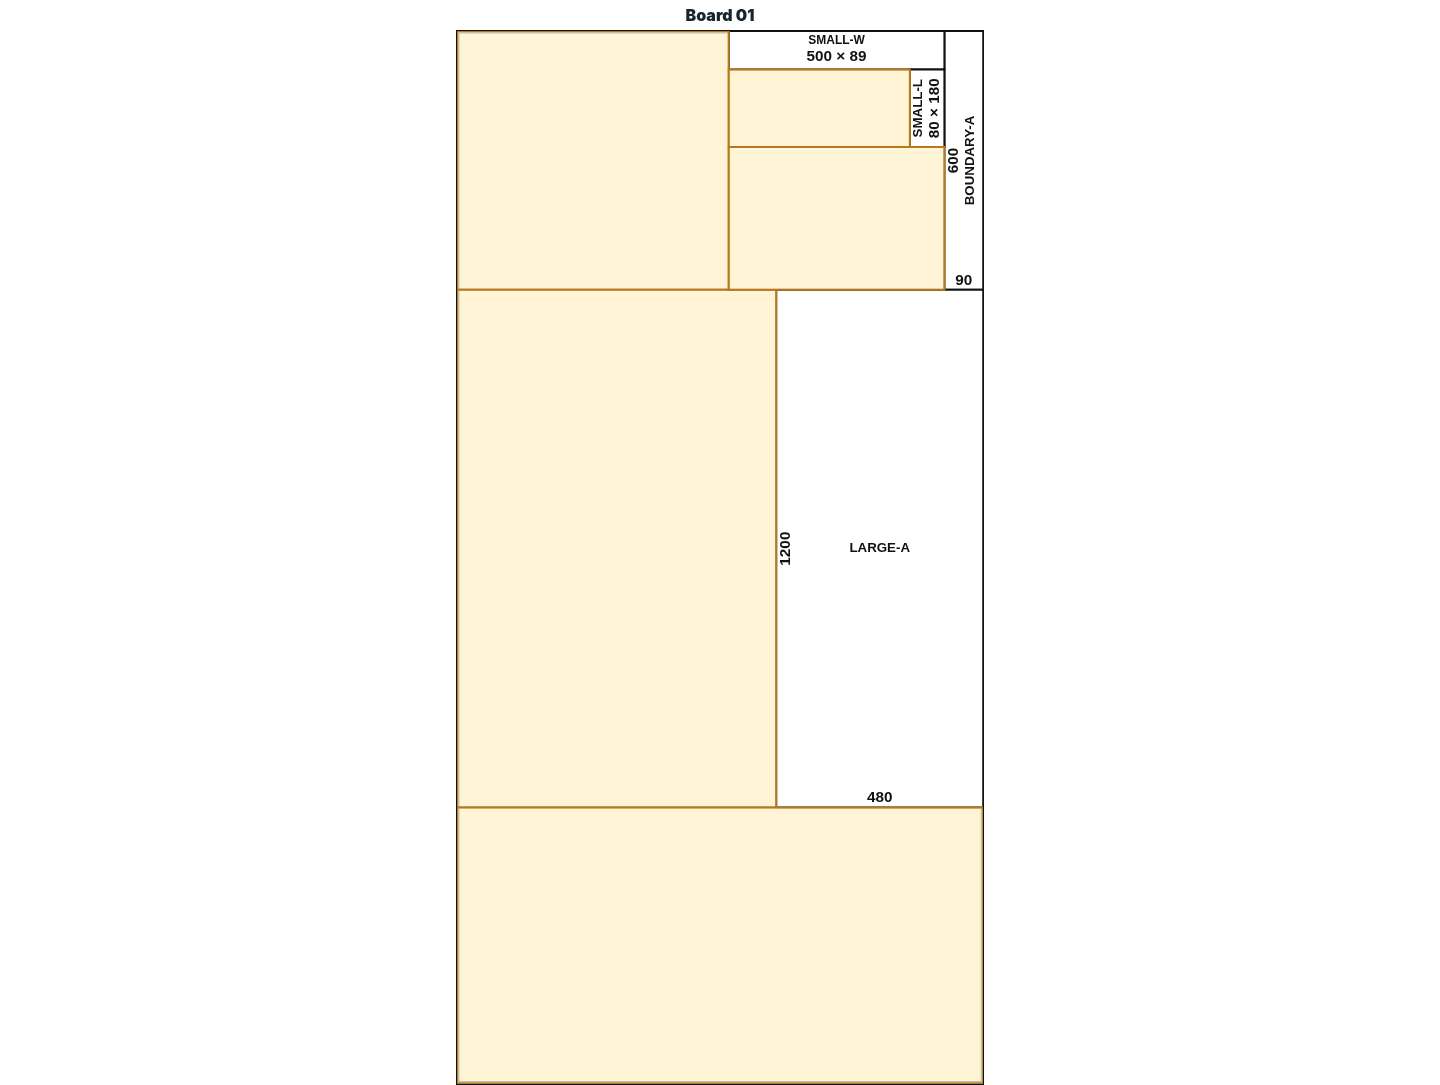 Board 01
SMALL-W
500 × 89
SMALL-L
80 × 180
600
BOUNDARY-A
90
1200
LARGE-A
480